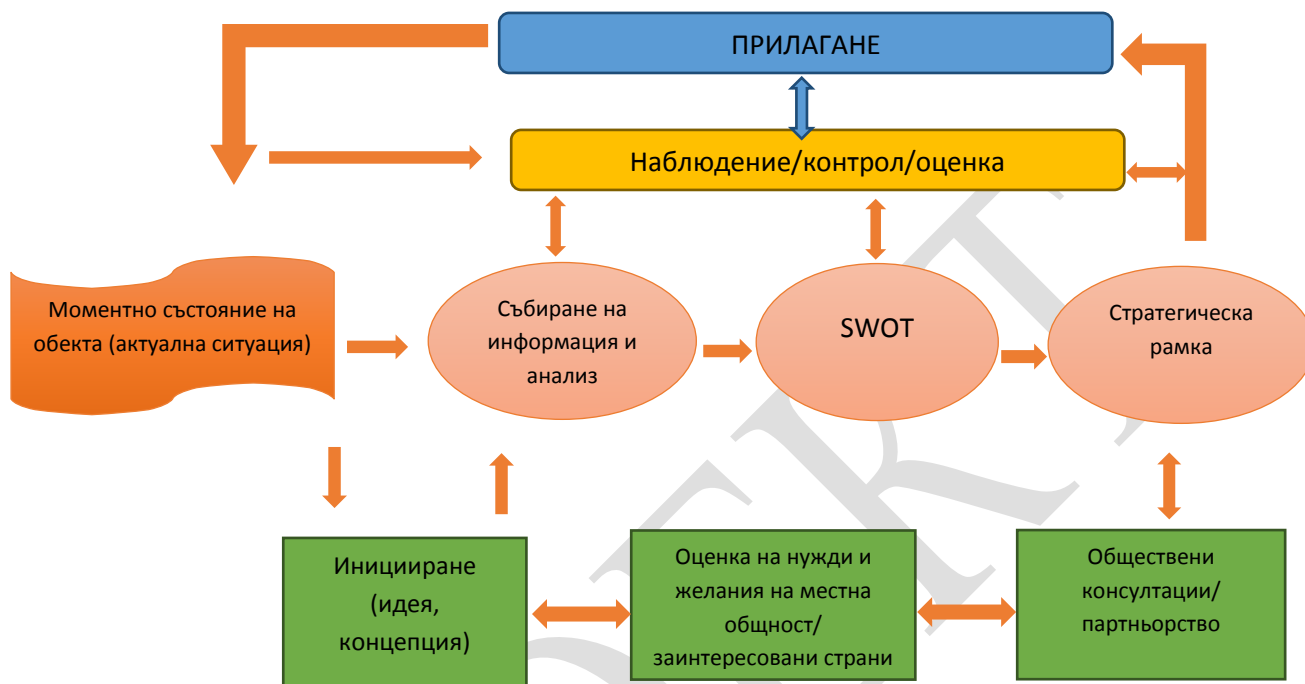 ПРИЛАГАНЕ
Наблюдение/контрол/оценка
Моментно състояние на
обекта (актуална ситуация)
Събиране на
информация и
анализ
SWOT
Стратегическа
рамка
Иницииране
(идея,
концепция)
Оценка на нужди и
желания на местна
общност/
заинтересовани страни
Обществени
консултации/
партньорство